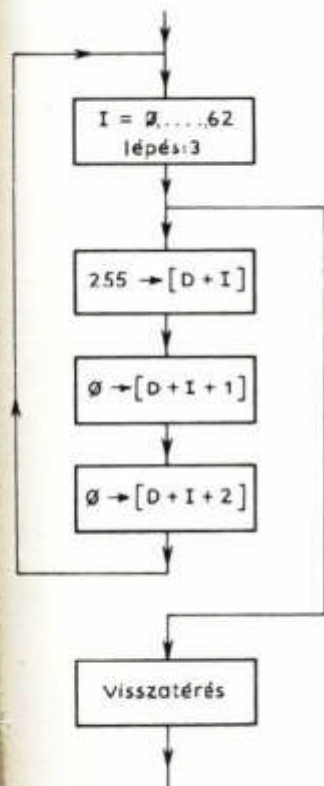 I = Ø,....,62
lépés:3
255 → [D + I]
Ø → [D + I + 1]
Ø → [D + I + 2]
Visszatérés